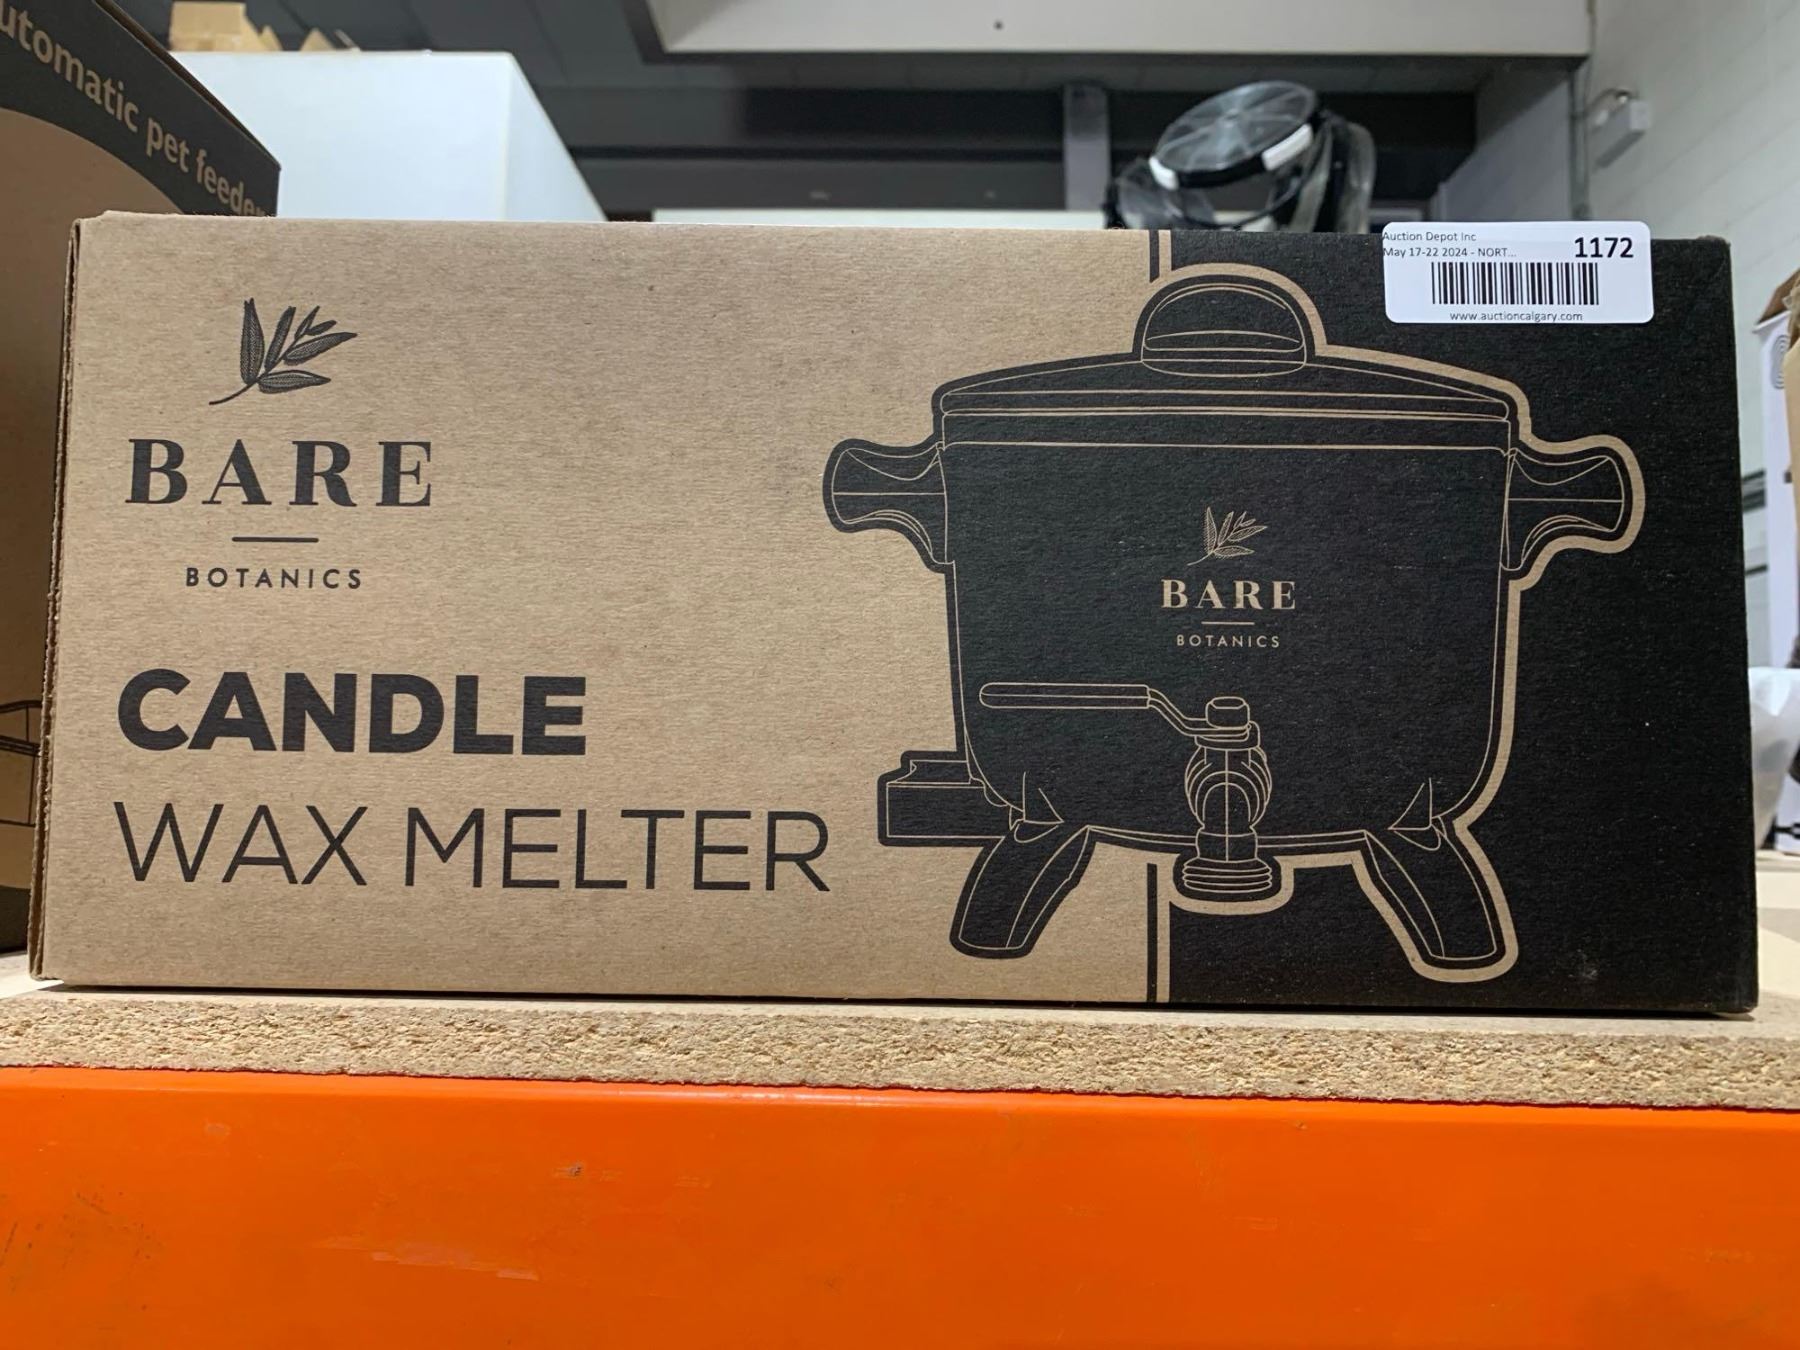 utomatic pet feeder
Auction Depot Inc
May 17-22 2024 - NORT...
1172
www.auctioncalgary.com
BARE
BOTANICS
CANDLE
WAX MELTER
BARE
BOTANICS